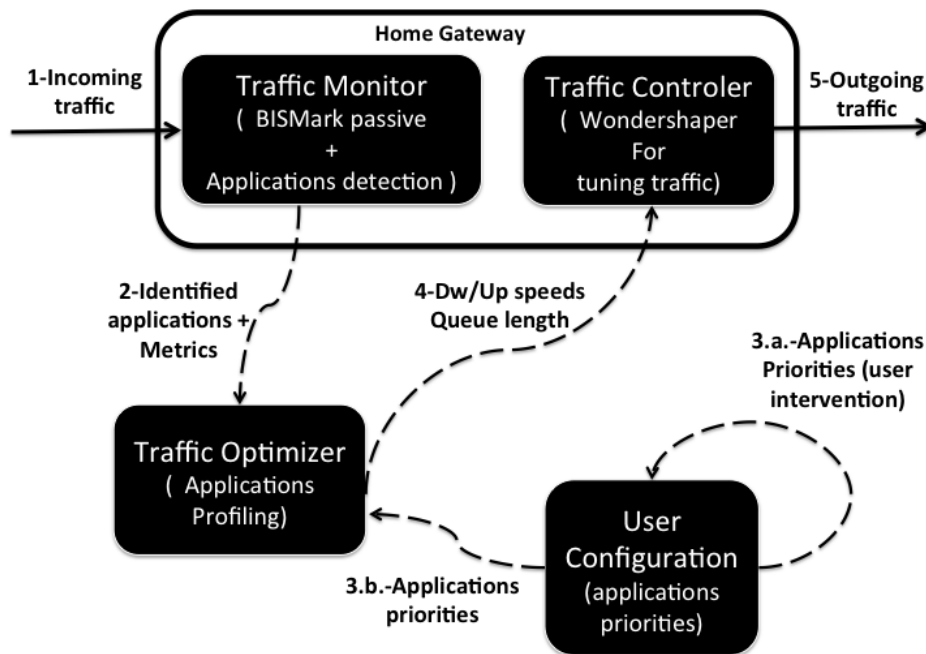 Home Gateway
1-Incoming
traffic
Traffic Monitor
( BISMark passive
+
Applications detection )
Traffic Controler
( Wondershaper
For
tuning traffic)
5-Outgoing
traffic
2-Identified
applications +
Metrics
4-Dw/Up speeds
Queue length
3.a.-Applications
Priorities (user
intervention)
Traffic Optimizer
( Applications
Profiling)
3.b.-Applications
priorities
User
Configuration
(applications
priorities)